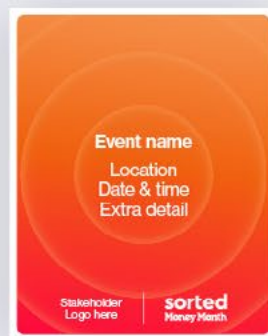 Event name
Location
Date & time
Extra detail
Stakeholder
Logo here
sorted
Money Month